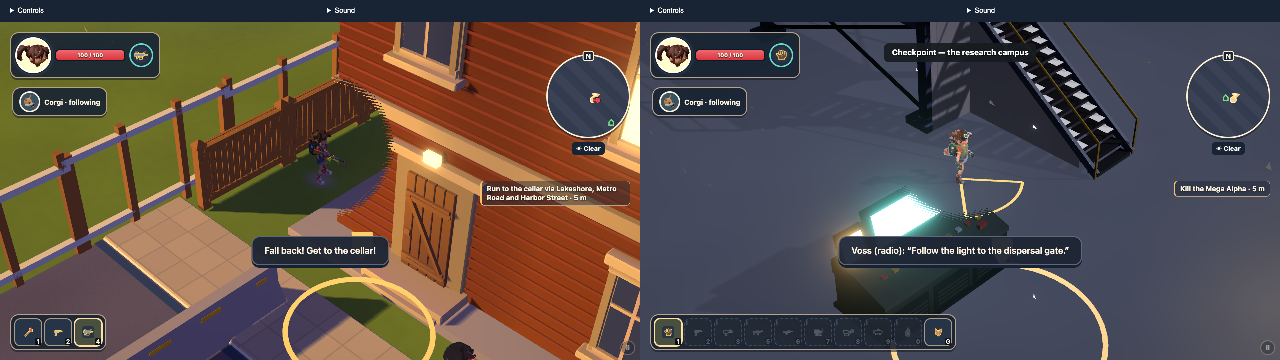 ▶ Controls
▶ Sound
100 / 100
Corgi · following
N
☀ Clear
Run to the cellar via Lakeshore, Metro
Road and Harbor Street · 5 m
Fall back! Get to the cellar!
1
2
4
▶ Controls
▶ Sound
100 / 100
Checkpoint — the research campus
Corgi · following
N
☀ Clear
Kill the Mega Alpha · 5 m
Voss (radio): “Follow the light to the dispersal gate.”
1
2
3
4
5
6
7
8
9
0
G